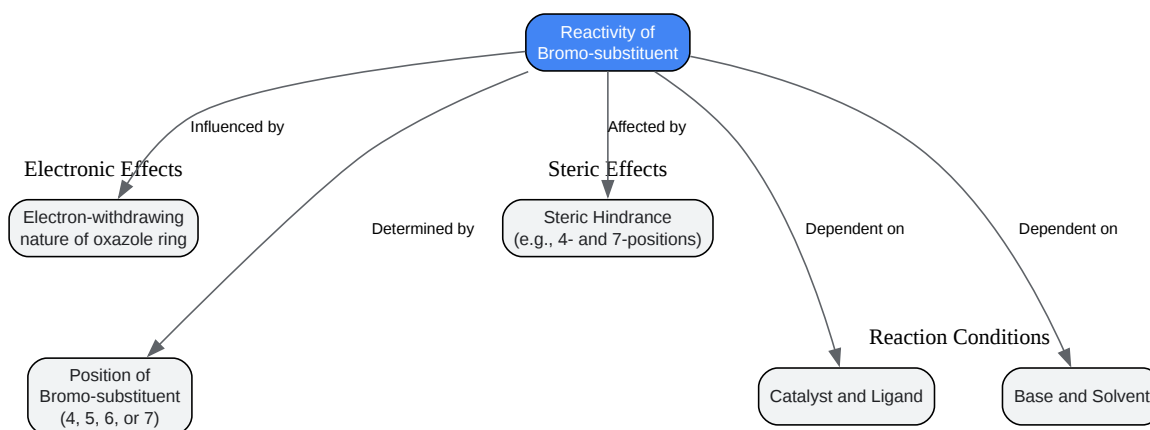 Reactivity of
Bromo-substituent
Influenced by
Affected by
Electronic Effects
Steric Effects
Electron-withdrawing
nature of oxazole ring
Steric Hindrance
(e.g., 4- and 7-positions)
Determined by
Dependent on
Dependent on
Reaction Conditions
Position of
Bromo-substituent
(4, 5, 6, or 7)
Catalyst and Ligand
Base and Solvent